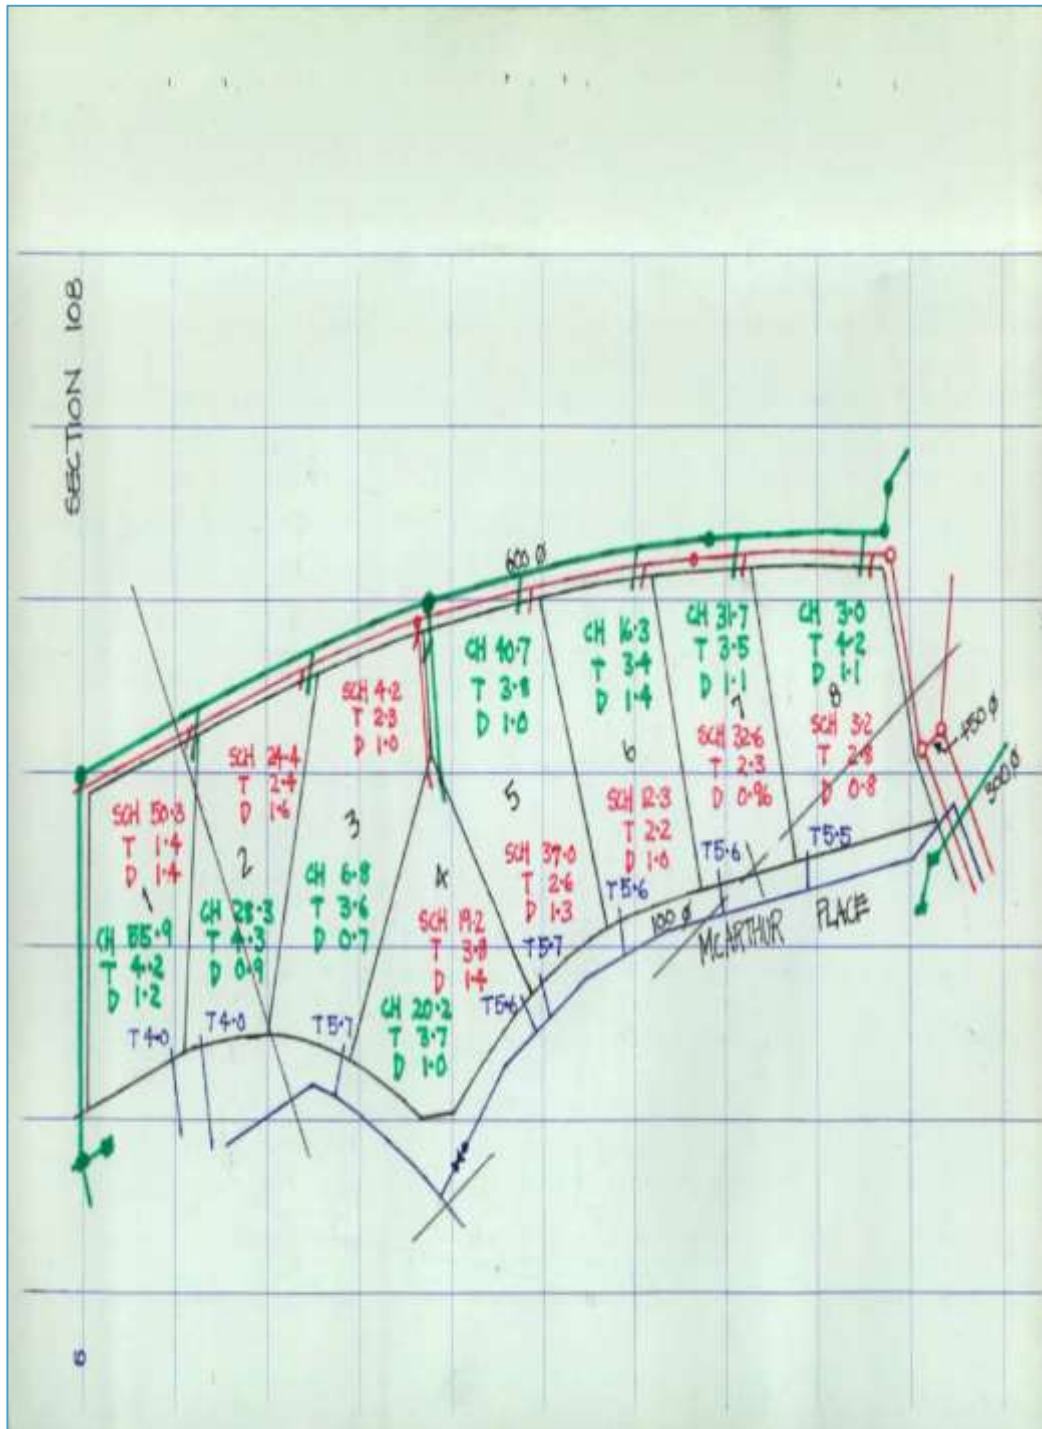 SECTION 108
600 Ø
CH 40.7
T 3.8
D 1.0
CH 16.3
T 3.4
D 1.4
CH 31.7
T 3.5
D 1.1
CH 3.0
T 4.2
D 1.1
SCH 4.2
T 2.3
D 1.0
SCH 24.4
T 2.4
D 1.6
SCH 50.3
T 1.4
D 1.4
1
2
3
4
5
6
7
8
SCH 32.6
T 2.3
D 0.96
SCH 3.2
T 2.8
D 0.8
450 Ø
300 Ø
SCH 12.3
T 2.2
D 1.0
SCH 37.0
T 2.6
D 1.3
CH 6.8
T 3.6
D 0.7
CH 28.3
T 4.3
D 0.9
CH 55.9
T 4.2
D 1.2
SCH 19.2
T 3.8
D 1.4
CH 20.2
T 3.7
D 1.0
T4.0
T4.0
T5.7
T5.6
T5.7
T5.6
T5.6
T5.5
100 Ø
MCARTHUR PLACE
6